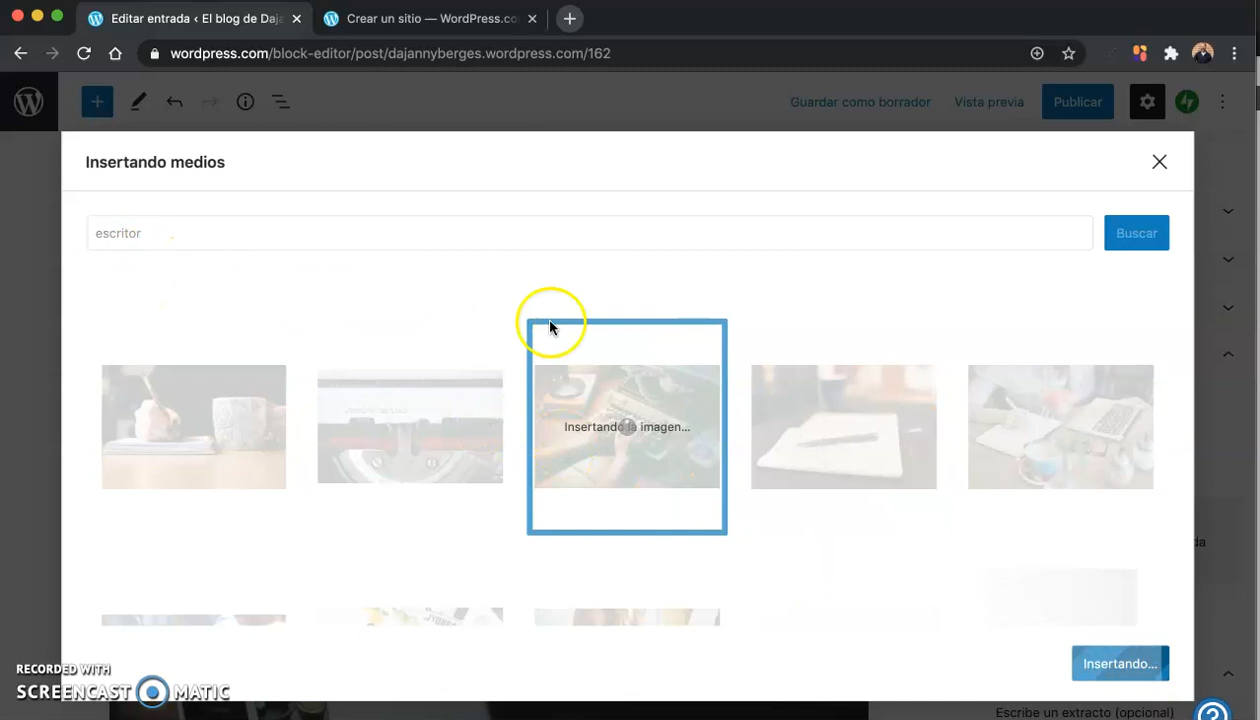 Editar entrada ‹ El blog de Daja
Crear un sitio — WordPress.co
wordpress.com/block-editor/post/dajannyberges.wordpress.com/162
Guardar como borrador
Vista previa
Publicar
Insertando medios
escritor
Buscar
Insertando la imagen...
Insertando...
RECORDED WITH
SCREENCAST MATIC
Escribe un extracto (opcional)